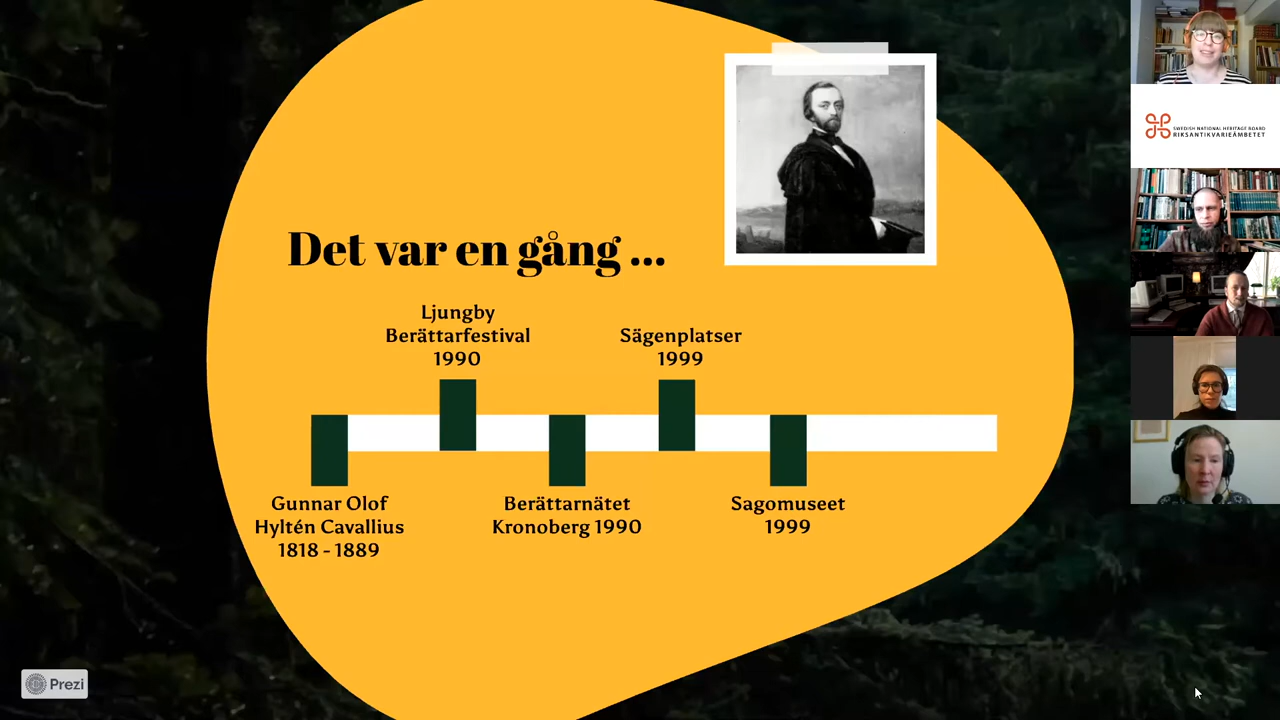 Det var en gång ...
Ljungby
Berättarfestival
1990
Sägenplatser
1999
Gunnar Olof
Hyltén Cavallius
1818 - 1889
Berättarnätet
Kronoberg 1990
Sagomuseet
1999
SWEDISH NATIONAL HERITAGE BOARD
RIKSANTIKVARIEÄMBETET
Prezi